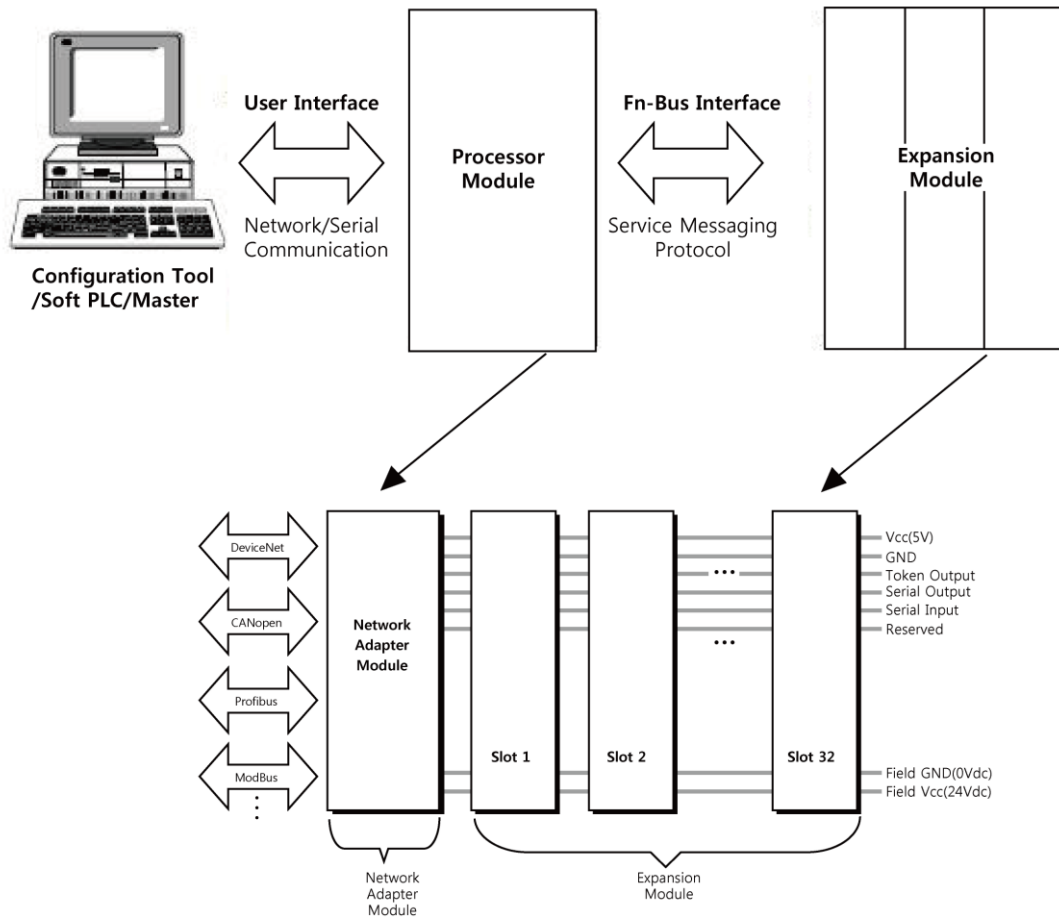 User Interface
Network/Serial
Communication
Configuration Tool
/Soft PLC/Master
Processor
Module
Fn-Bus Interface
Service Messaging
Protocol
Expansion
Module
DeviceNet
CANopen
Profibus
ModBus
Network
Adapter
Module
Slot 1
Slot 2
Slot 32
Vcc(5V)
GND
Token Output
Serial Output
Serial Input
Reserved
Field GND(0Vdc)
Field Vcc(24Vdc)
Network
Adapter
Module
Expansion
Module